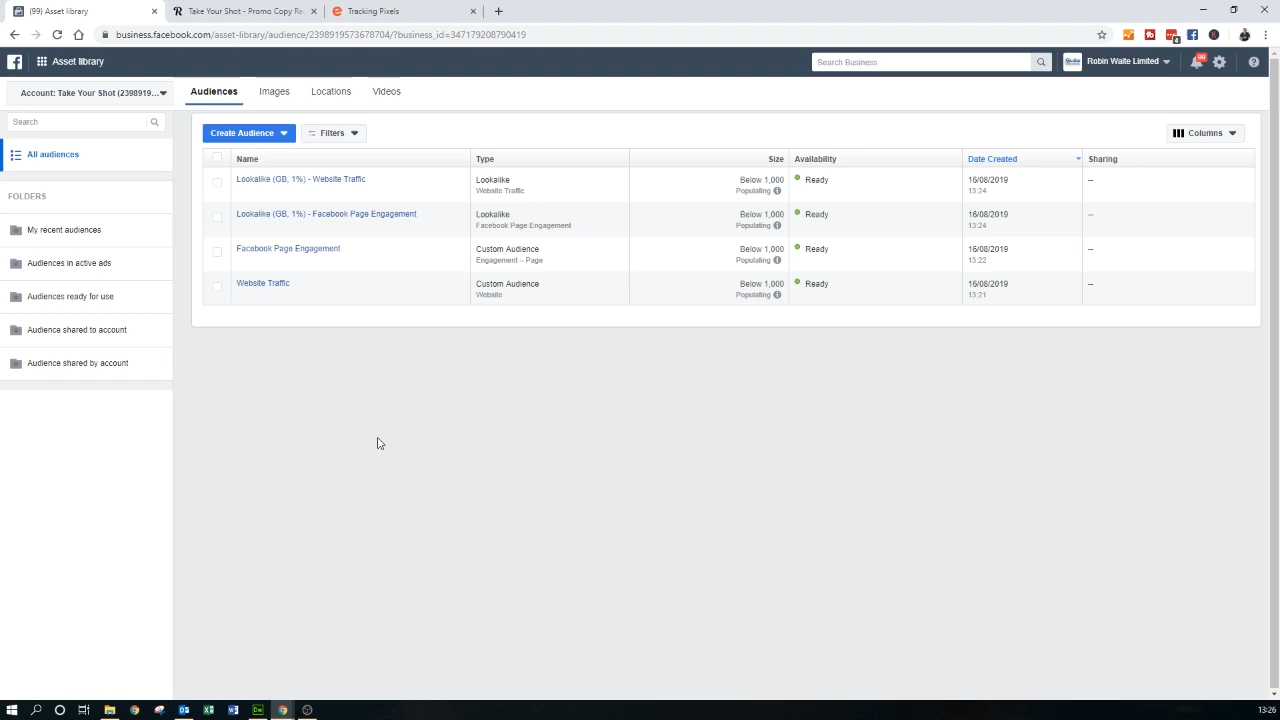 (99) Asset library
Take Your Shot - Promo Copy Re
Tracking Pixels
business.facebook.com/asset-library/audience/2398919573678704/?business_id=347179208790419
Asset library
Search Business
Robin Waite Limited
Account: Take Your Shot (2398919...
Audiences
Images
Locations
Videos
Search
All audiences
FOLDERS
My recent audiences
Audiences in active ads
Audiences ready for use
Audience shared to account
Audience shared by account
Create Audience
Filters
Columns
Name Type Size Availability Date Created Sharing
Lookalike (GB, 1%) - Website Traffic Lookalike Below 1,000 Ready 16/08/2019 --
Website Traffic Populating 13:24
Lookalike (GB, 1%) - Facebook Page Engagement Lookalike Below 1,000 Ready 16/08/2019 --
Facebook Page Engagement Populating 13:24
Facebook Page Engagement Custom Audience Below 1,000 Ready 16/08/2019 --
Engagement – Page Populating 13:22
Website Traffic Custom Audience Below 1,000 Ready 16/08/2019 --
Website Populating 13:21
13:26